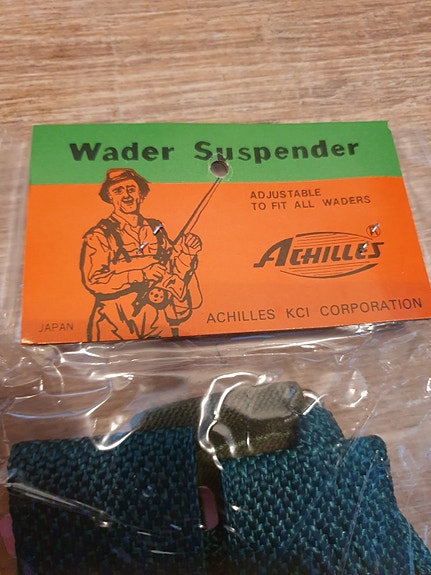 Wader Suspender
ADJUSTABLE
TO FIT ALL WADERS
ACHILLES
JAPAN
ACHILLES KCI CORPORATION